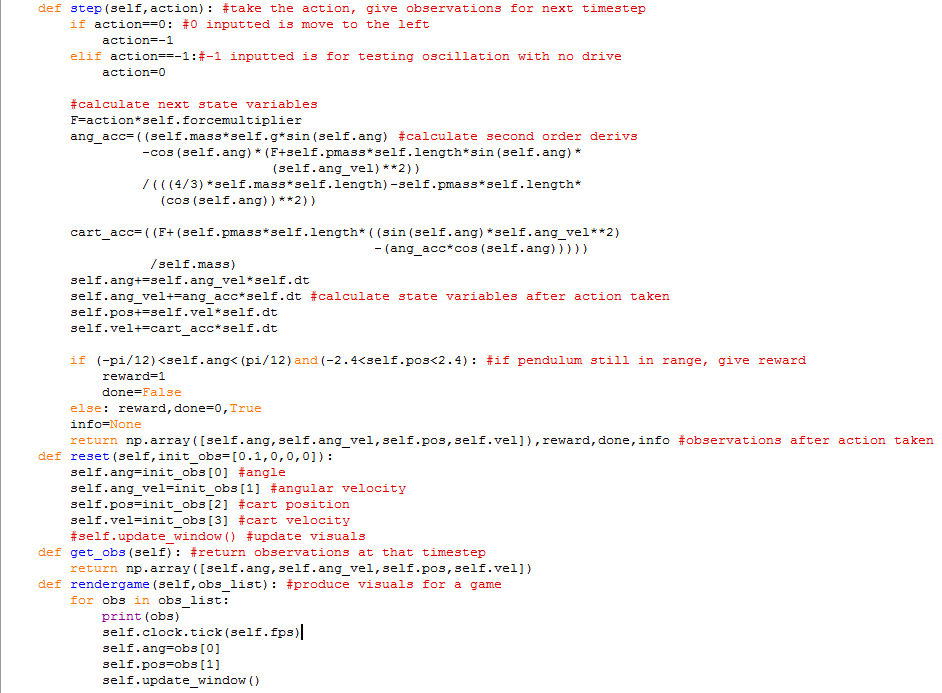 def step(self,action): #take the action, give observations for next timestep
    if action==0: #0 inputted is move to the left
        action=-1
    elif action==-1:#-1 inputted is for testing oscillation with no drive
        action=0

    #calculate next state variables
    F=action*self.forcemultiplier
    ang_acc=((self.mass*self.g*sin(self.ang) #calculate second order derivs
             -cos(self.ang)*(F+self.pmass*self.length*sin(self.ang)*
                             (self.ang_vel)**2))
             /(((4/3)*self.mass*self.length)-self.pmass*self.length*
               (cos(self.ang))**2))

    cart_acc=((F+(self.pmass*self.length*((sin(self.ang)*self.ang_vel**2)
                                          -(ang_acc*cos(self.ang)))))
              /self.mass)
    self.ang+=self.ang_vel*self.dt
    self.ang_vel+=ang_acc*self.dt #calculate state variables after action taken
    self.pos+=self.vel*self.dt
    self.vel+=cart_acc*self.dt

    if (-pi/12)<self.ang<(pi/12)and(-2.4<self.pos<2.4): #if pendulum still in range, give reward
        reward=1
        done=False
    else: reward,done=0,True
    info=None
    return np.array([self.ang,self.ang_vel,self.pos,self.vel]),reward,done,info #observations after action taken
def reset(self,init_obs=[0.1,0,0,0]):
    self.ang=init_obs[0] #angle
    self.ang_vel=init_obs[1] #angular velocity
    self.pos=init_obs[2] #cart position
    self.vel=init_obs[3] #cart velocity
    #self.update_window() #update visuals
def get_obs(self): #return observations at that timestep
    return np.array([self.ang,self.ang_vel,self.pos,self.vel])
def rendergame(self,obs_list): #produce visuals for a game
    for obs in obs_list:
        print(obs)
        self.clock.tick(self.fps)
        self.ang=obs[0]
        self.pos=obs[1]
        self.update_window()